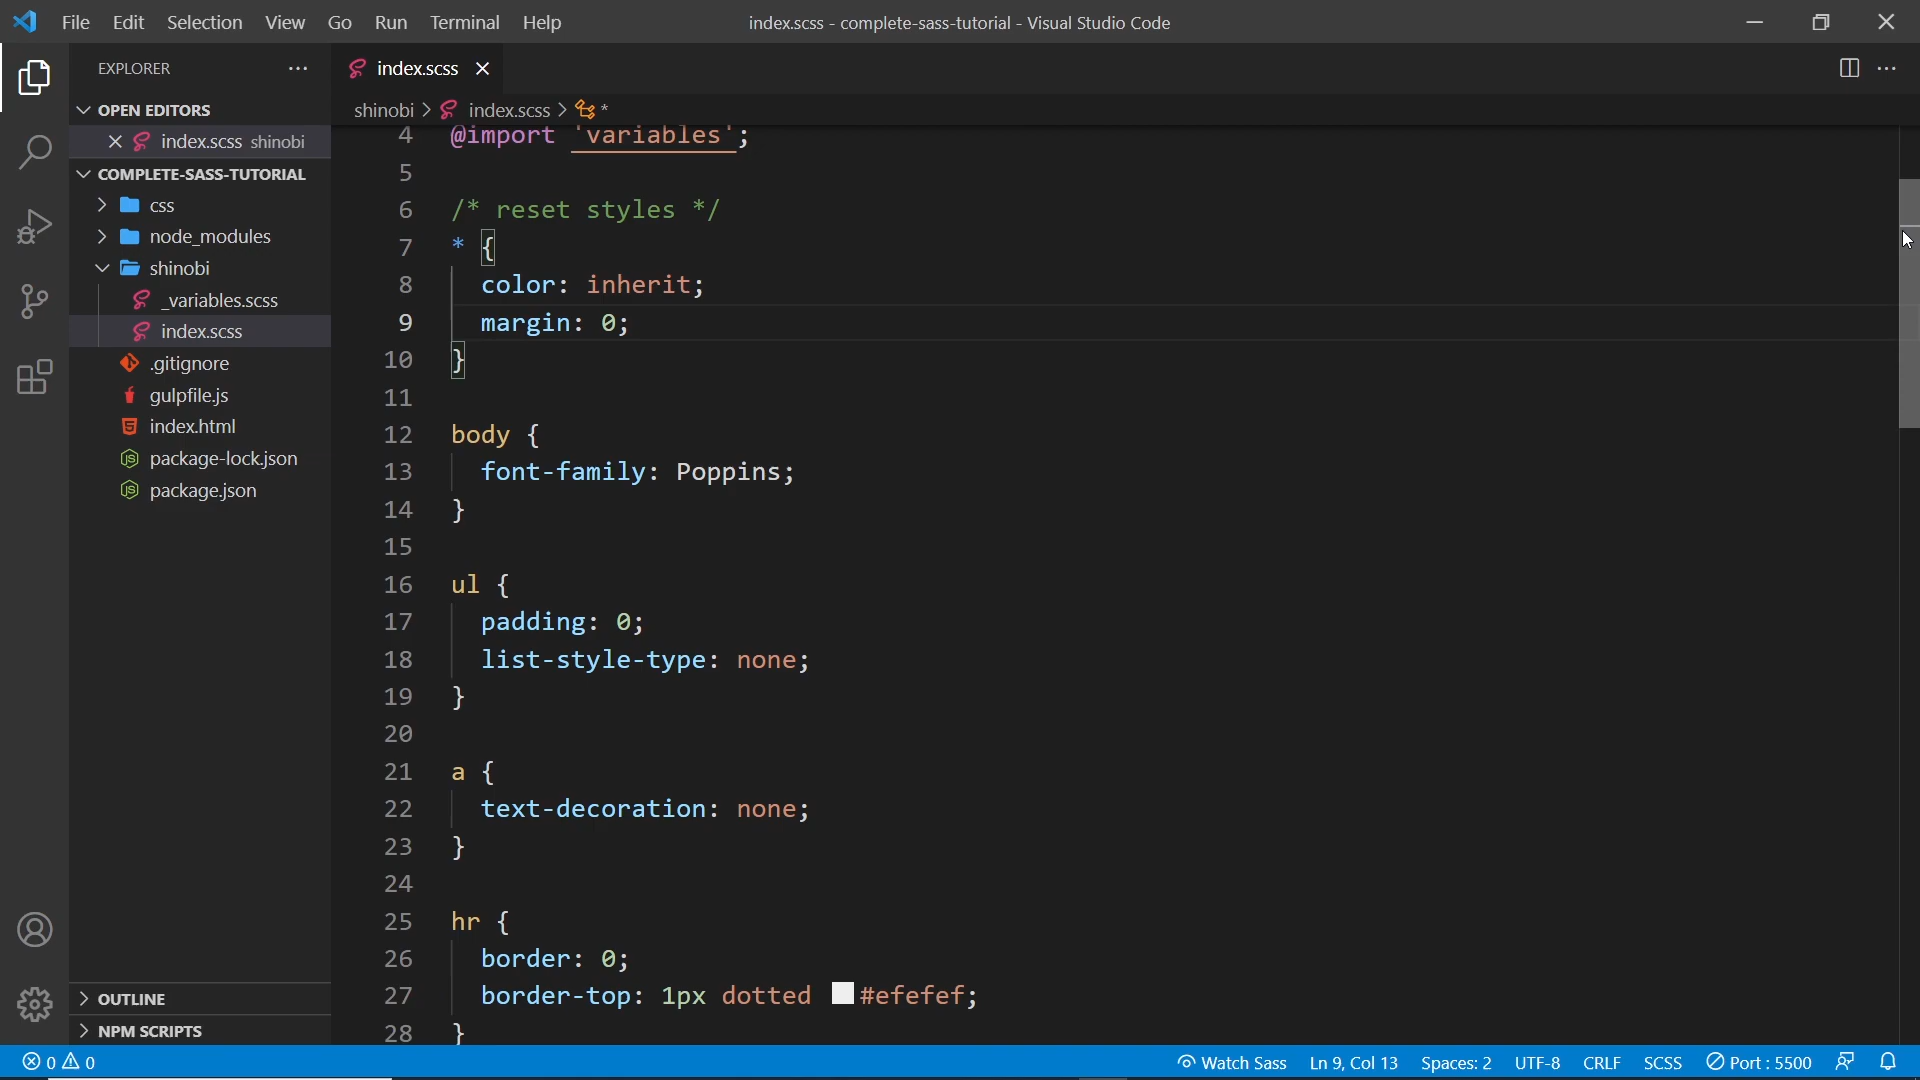 File Edit Selection View Go Run Terminal Help
index.scss - complete-sass-tutorial - Visual Studio Code
EXPLORER
OPEN EDITORS
index.scss shinobi
COMPLETE-SASS-TUTORIAL
css
node_modules
shinobi
_variables.scss
index.scss
.gitignore
gulpfile.js
index.html
package-lock.json
package.json
OUTLINE
NPM SCRIPTS
index.scss
shinobi > index.scss > *
4 @import 'variables';
5
6 /* reset styles */
7 * {
8 color: inherit;
9 margin: 0;
10 }
11
12 body {
13 font-family: Poppins;
14 }
15
16 ul {
17 padding: 0;
18 list-style-type: none;
19 }
20
21 a {
22 text-decoration: none;
23 }
24
25 hr {
26 border: 0;
27 border-top: 1px dotted #efefef;
28 }
0 0 Watch Sass Ln 9, Col 13 Spaces: 2 UTF-8 CRLF SCSS Port : 5500